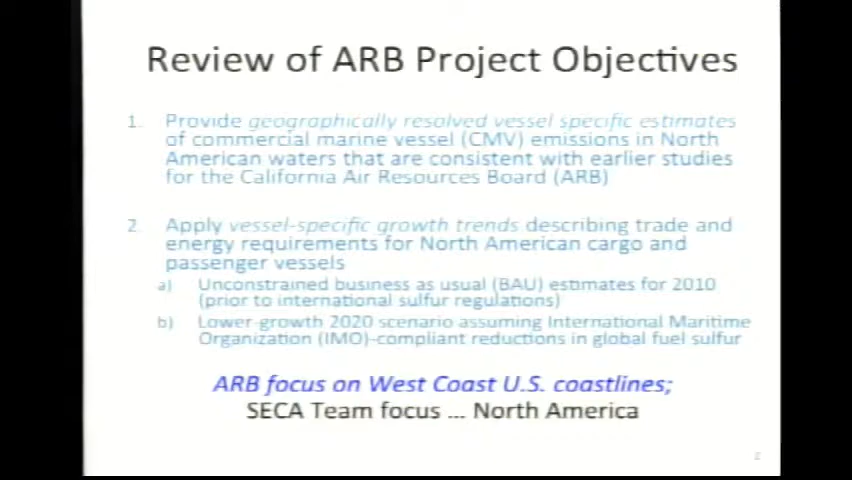 Review of ARB Project Objectives
1. Provide geographically resolved vessel specific estimates
of commercial marine vessel (CMV) emissions in North
American waters that are consistent with earlier studies
for the California Air Resources Board (ARB)
2. Apply vessel-specific growth trends describing trade and
energy requirements for North American cargo and
passenger vessels
a) Unconstrained business as usual (BAU) estimates for 2010
(prior to international sulfur regulations)
b) Lower-growth 2020 scenario assuming International Maritime
Organization (IMO)-compliant reductions in global fuel sulfur
ARB focus on West Coast U.S. coastlines;
SECA Team focus ... North America
2